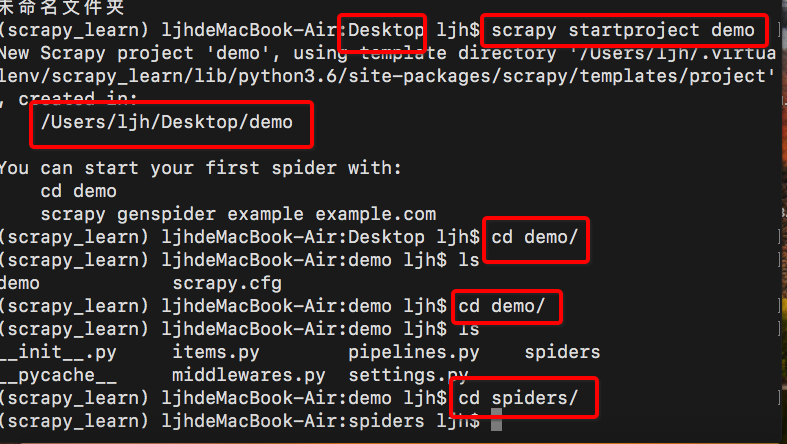 未命名文件夹
(scrapy_learn) ljhdeMacBook-Air:Desktop ljh$ scrapy startproject demo
New Scrapy project 'demo', using template directory '/Users/ljh/.virtua
lenv/scrapy_learn/lib/python3.6/site-packages/scrapy/templates/project'
, created in:
/Users/ljh/Desktop/demo
You can start your first spider with:
cd demo
scrapy genspider example example.com
(scrapy_learn) ljhdeMacBook-Air:Desktop ljh$ cd demo/
(scrapy_learn) ljhdeMacBook-Air:demo ljh$ ls
demo scrapy.cfg
(scrapy_learn) ljhdeMacBook-Air:demo ljh$ cd demo/
(scrapy_learn) ljhdeMacBook-Air:demo ljh$ ls
__init__.py items.py pipelines.py spiders
__pycache__ middlewares.py settings.py
(scrapy_learn) ljhdeMacBook-Air:demo ljh$ cd spiders/
(scrapy_learn) ljhdeMacBook-Air:spiders ljh$